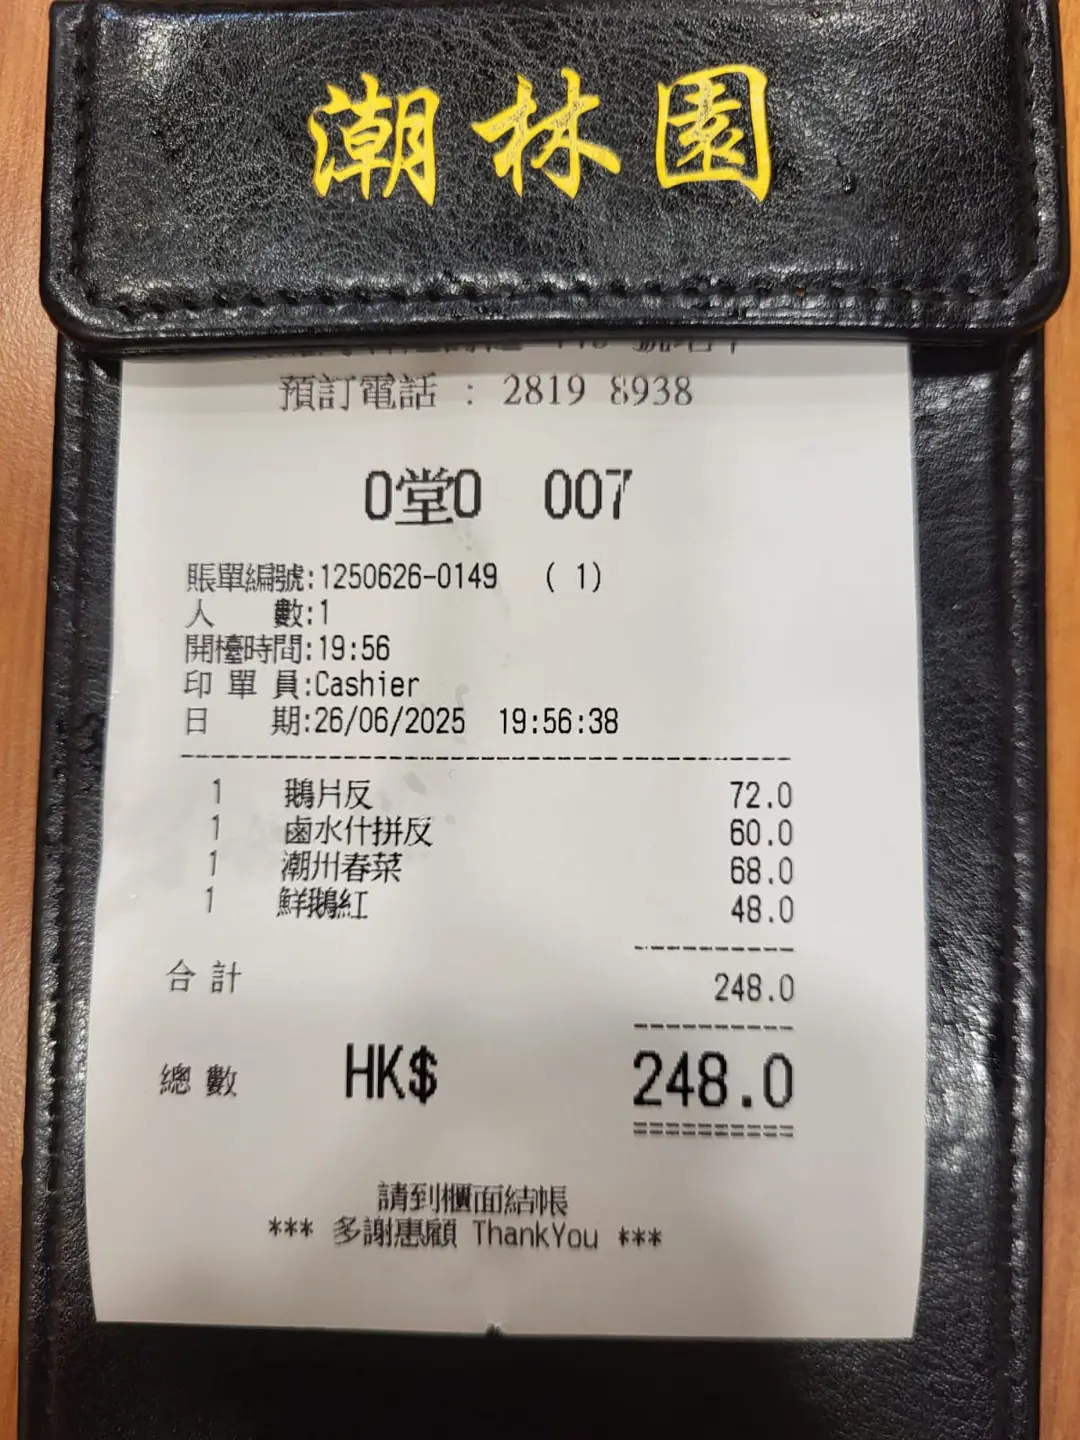 潮林園
預訂電話 : 2819 8938
0堂0 007
賬單編號:1250626-0149 ( 1)
人 數:1
開檯時間:19:56
印 單 員:Cashier
日 期:26/06/2025 19:56:38
1 鵝片反 72.0
1 鹵水什拼反 60.0
1 潮州春菜 68.0
1 鮮鵝紅 48.0
合 計 248.0
總 數 HK$ 248.0
請到櫃面結帳
*** 多謝惠顧 ThankYou ***